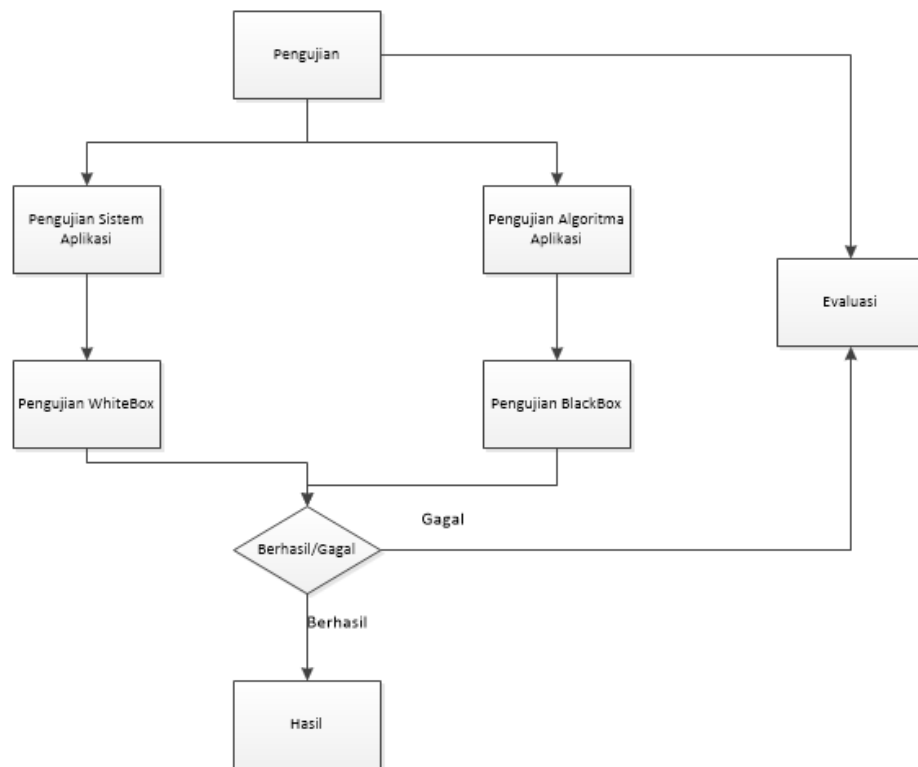 Pengujian
Pengujian Sistem
Aplikasi
Pengujian Algoritma
Aplikasi
Evaluasi
Pengujian WhiteBox
Pengujian BlackBox
Gagal
Berhasil/Gagal
Berhasil
Hasil